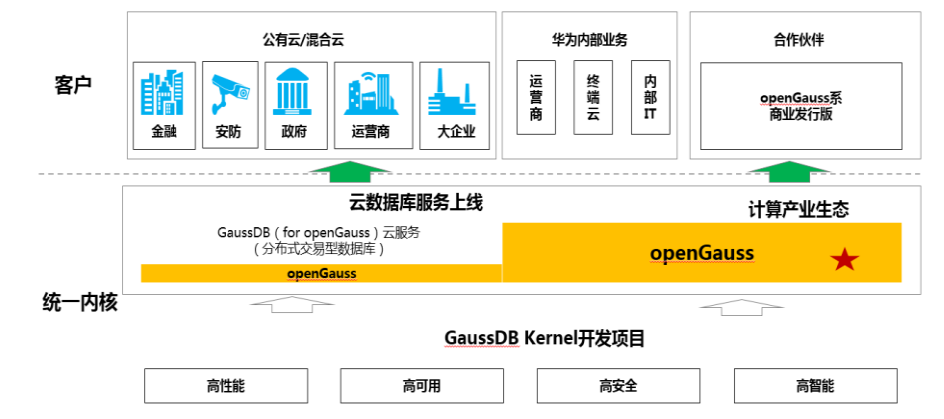 公有云/混合云
华为内部业务
合作伙伴
客户
金融
安防
政府
运营商
大企业
运营商
终端云
内部IT
openGauss系
商业发行版
云数据库服务上线
计算产业生态
GaussDB（for openGauss）云服务
（分布式交易型数据库）
openGauss
openGauss
统一内核
GaussDB Kernel开发项目
高性能
高可用
高安全
高智能